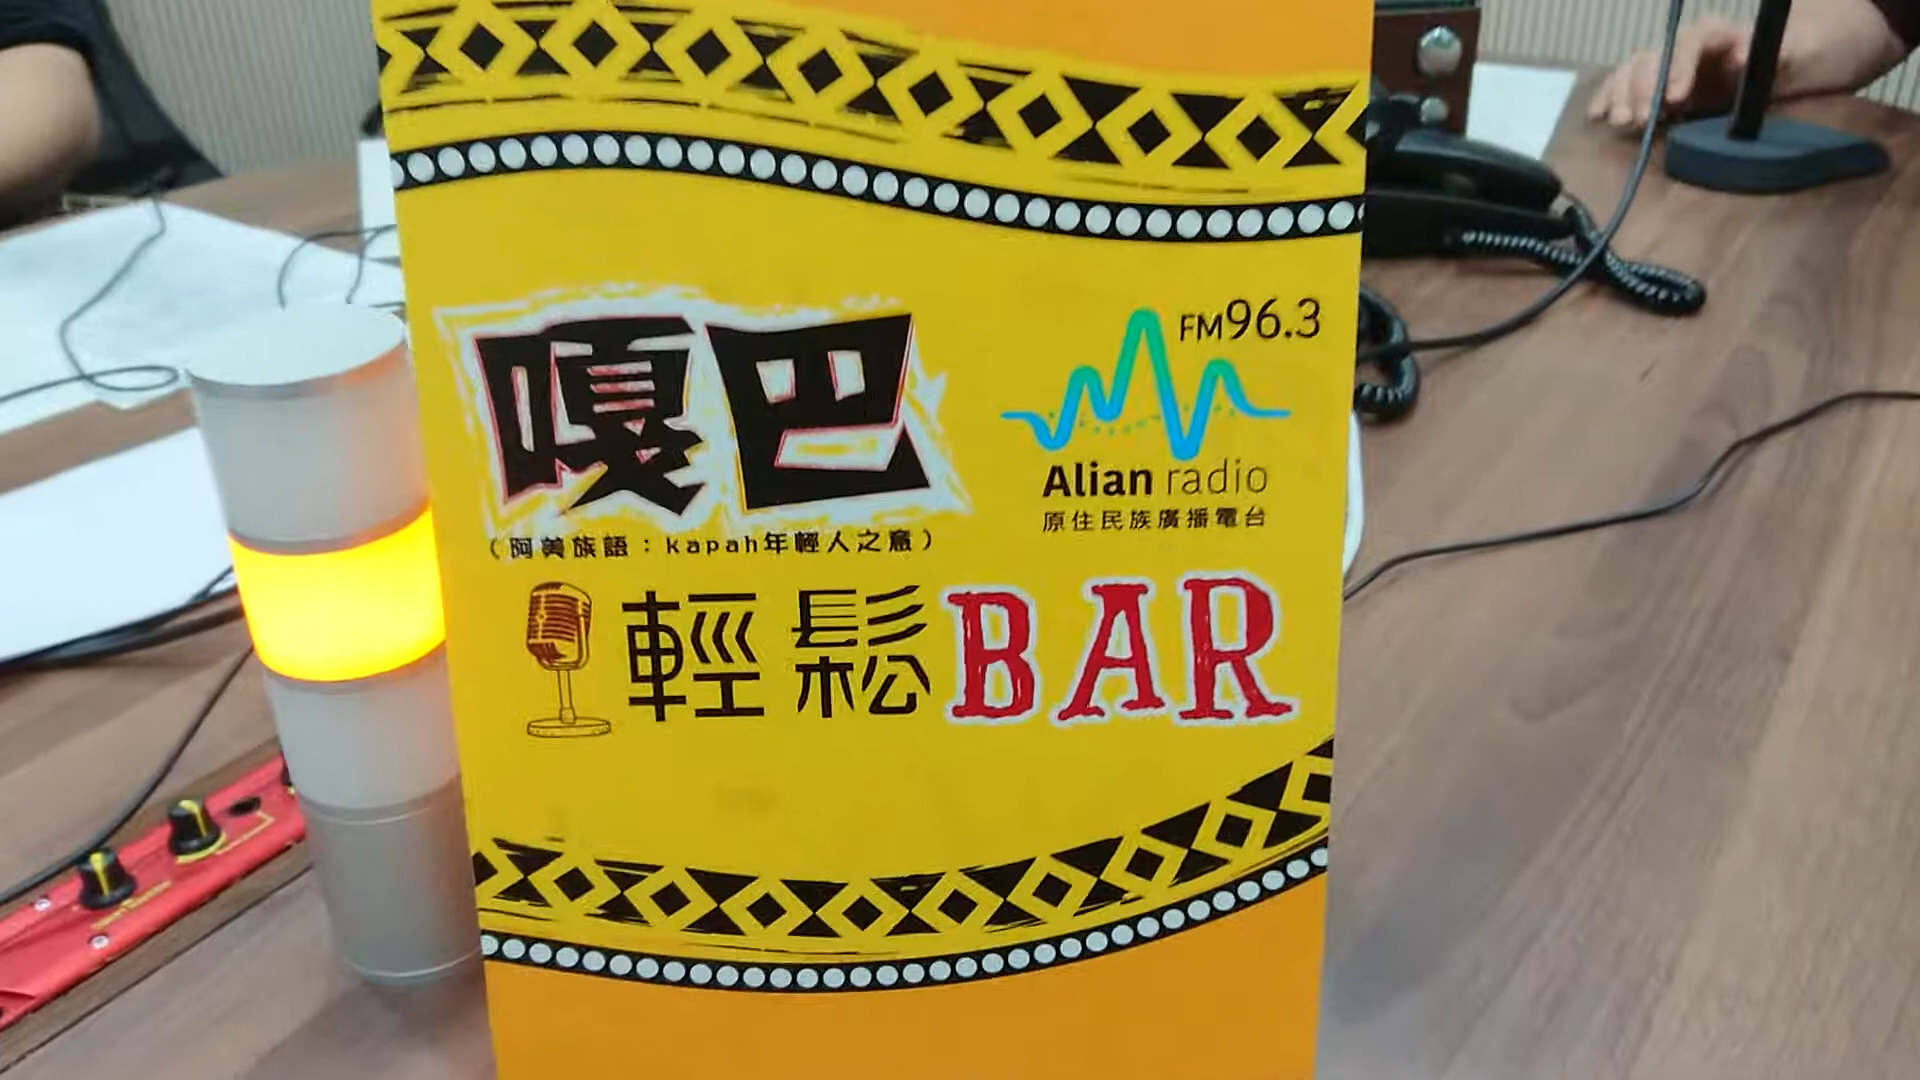 嘎巴
（阿美族語：kapah年輕人之意）
FM96.3
Alian radio
原住民族廣播電台
輕鬆BAR